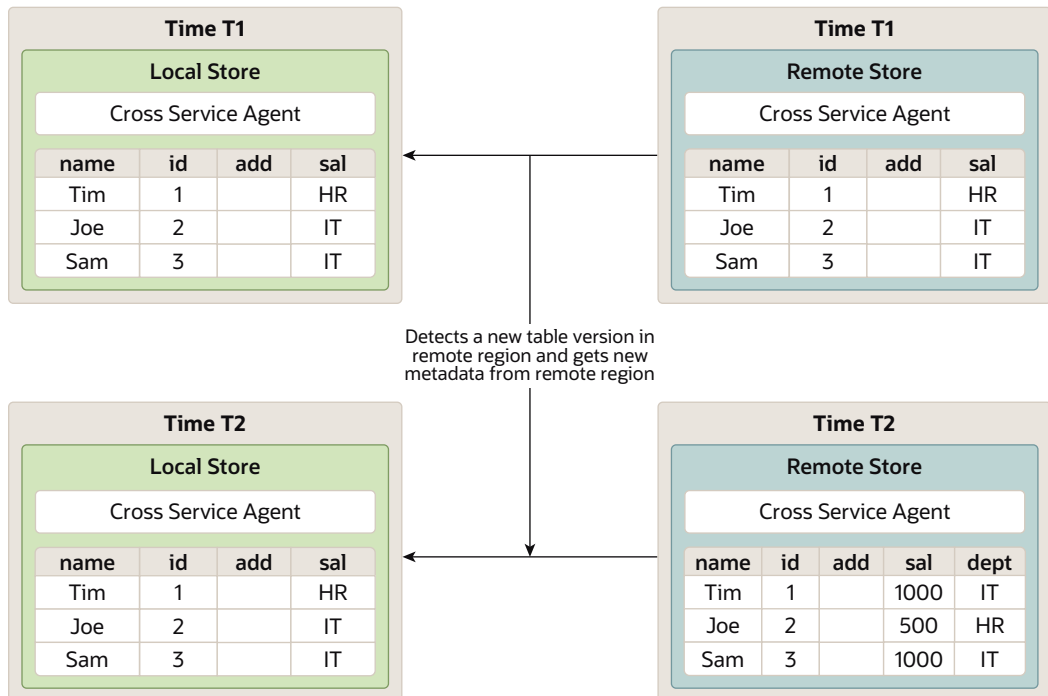 Time T1
Local Store
Cross Service Agent
name id add sal
Tim 1 HR
Joe 2 IT
Sam 3 IT
Time T1
Remote Store
Cross Service Agent
name id add sal
Tim 1 HR
Joe 2 IT
Sam 3 IT
Detects a new table version in
remote region and gets new
metadata from remote region
Time T2
Local Store
Cross Service Agent
name id add sal
Tim 1 HR
Joe 2 IT
Sam 3 IT
Time T2
Remote Store
Cross Service Agent
name id add sal dept
Tim 1 1000 IT
Joe 2 500 HR
Sam 3 1000 IT